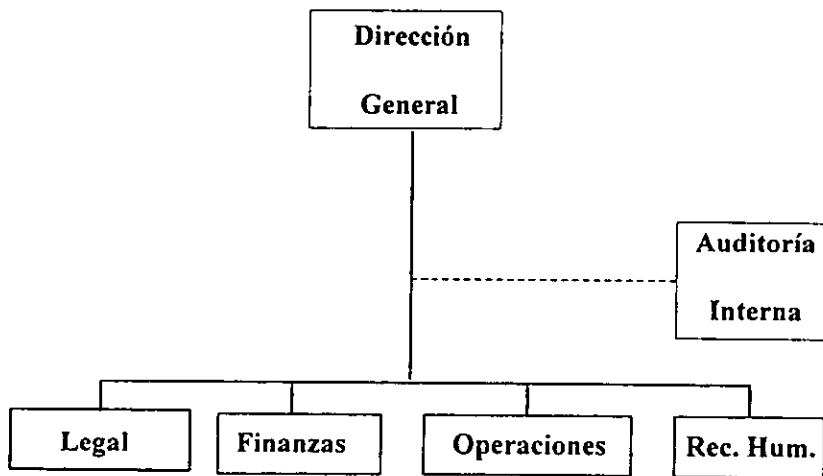 Dirección
General
Auditoría
Interna
Legal
Finanzas
Operaciones
Rec. Hum.